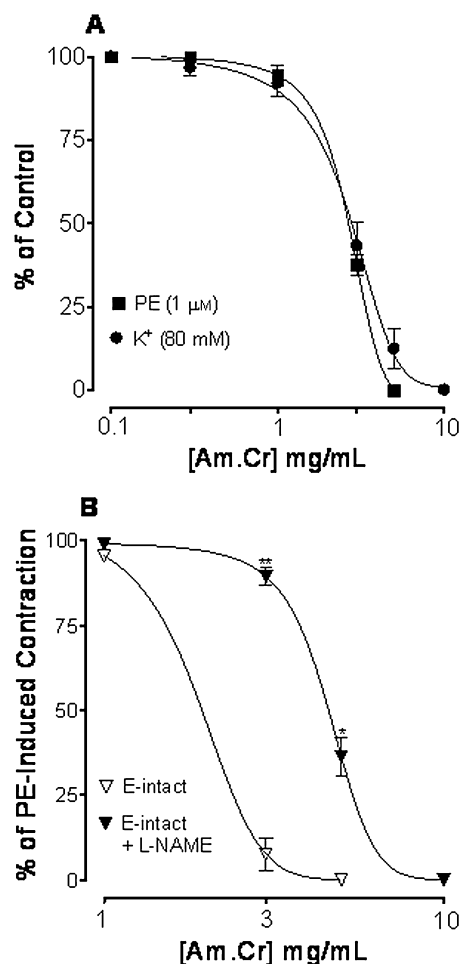 A
100
75
50
25
0
% of Control
PE (1 μM)
K+ (80 mM)
0.1
1
10
[Am.Cr] mg/mL
B
100
75
50
25
0
% of PE-Induced Contraction
**
*
E-intact
E-intact
+ L-NAME
1
3
10
[Am.Cr] mg/mL